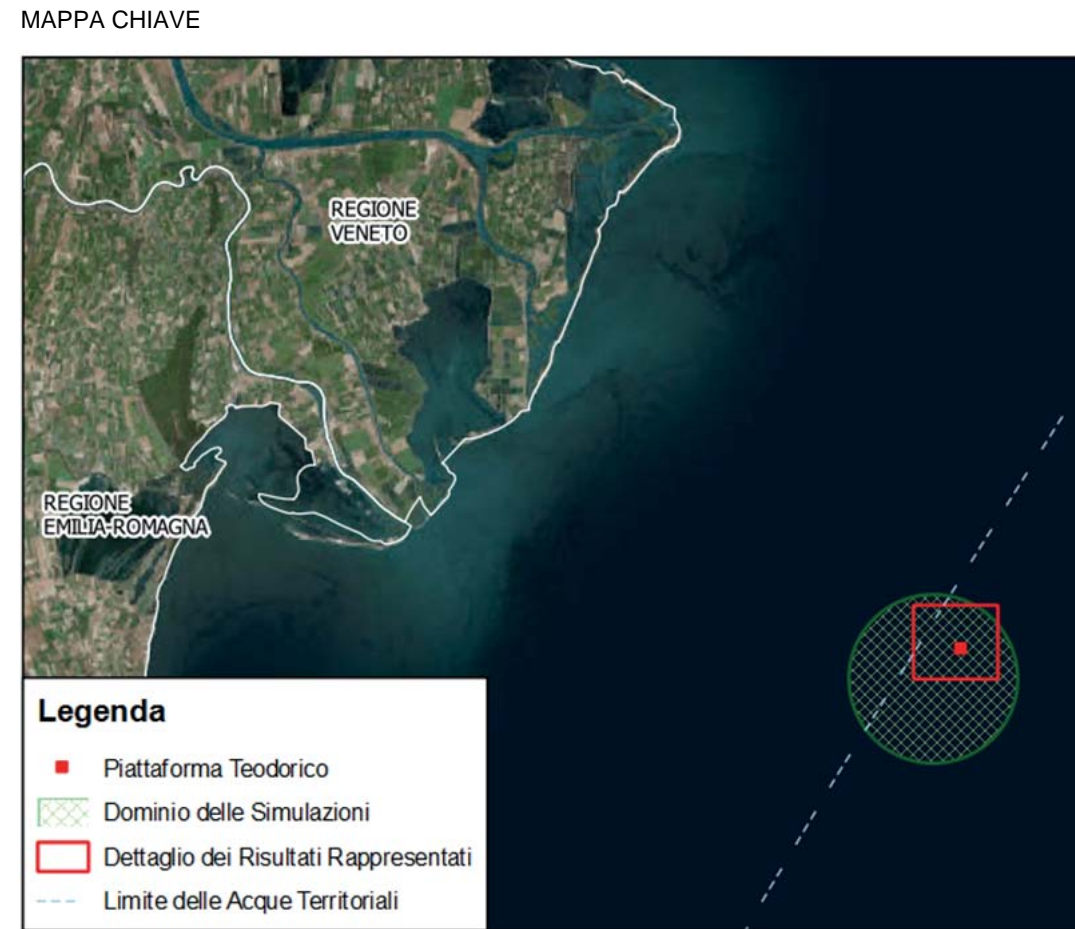 MAPPA CHIAVE
REGIONE
VENETO
REGIONE
EMILIA-ROMAGNA
Legenda
Piattaforma Teodorico
Dominio delle Simulazioni
Dettaglio dei Risultati Rappresentati
Limite delle Acque Territoriali